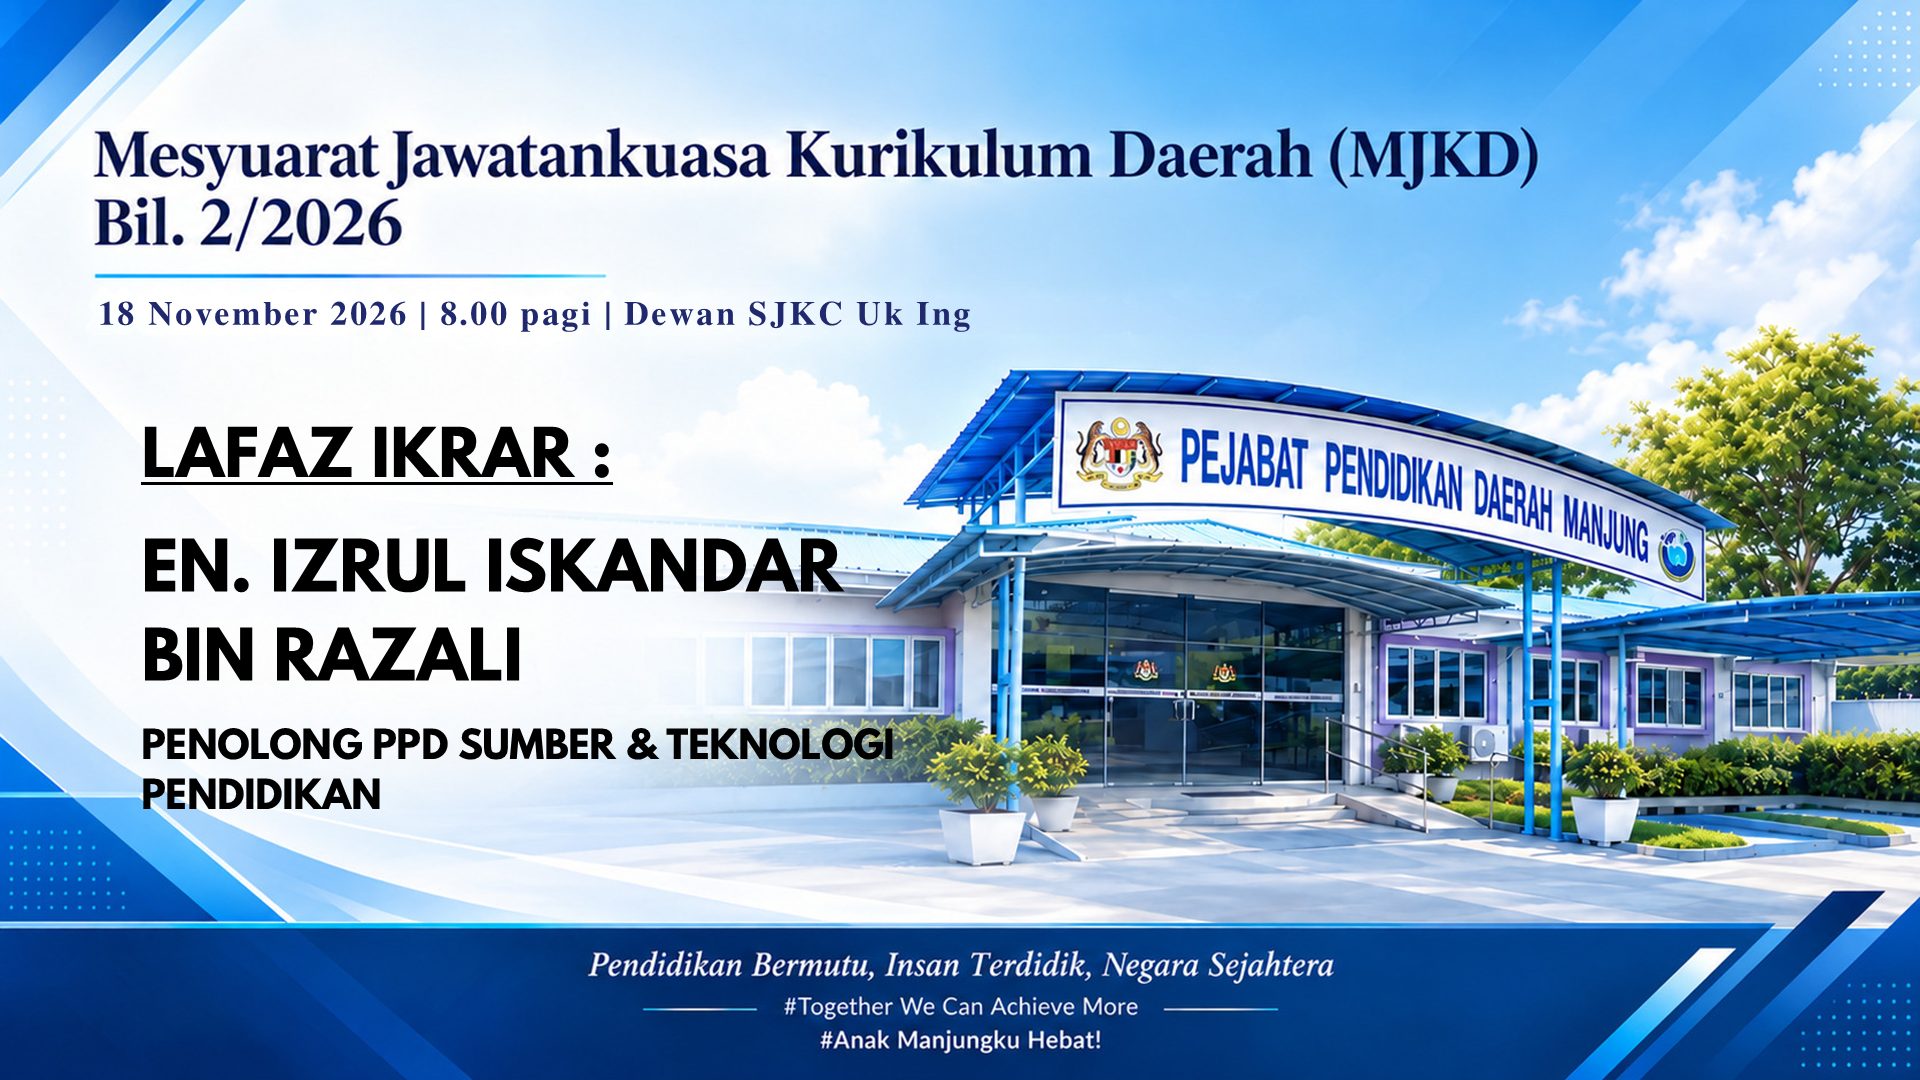 Mesyuarat Jawatankuasa Kurikulum Daerah (MJKD)
Bil. 2/2026
18 November 2026 | 8.00 pagi | Dewan SJKC Uk Ing
LAFAZ IKRAR :
EN. IZRUL ISKANDAR
BIN RAZALI
PENOLONG PPD SUMBER & TEKNOLOGI
PENDIDIKAN
PEJABAT PENDIDIKAN DAERAH MANJUNG
Pendidikan Bermutu, Insan Terdidik, Negara Sejahtera
#Together We Can Achieve More
#Anak Manjungku Hebat!